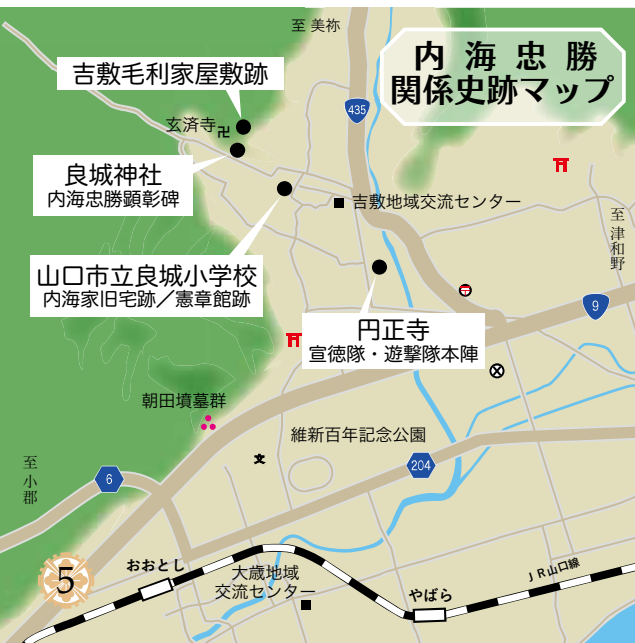 至 美祢
内海忠勝
関係史跡マップ
吉敷毛利家屋敷跡
435
玄済寺
良城神社
内海忠勝顕彰碑
吉敷地域交流センター
至津和野
山口市立良城小学校
内海家旧宅跡／憲章館跡
9
円正寺
宣徳隊・遊撃隊本陣
朝田墳墓群
維新百年記念公園
204
至小郡
6
5
おおとし
大歳地域
交流センター
やばら
ＪＲ山口線